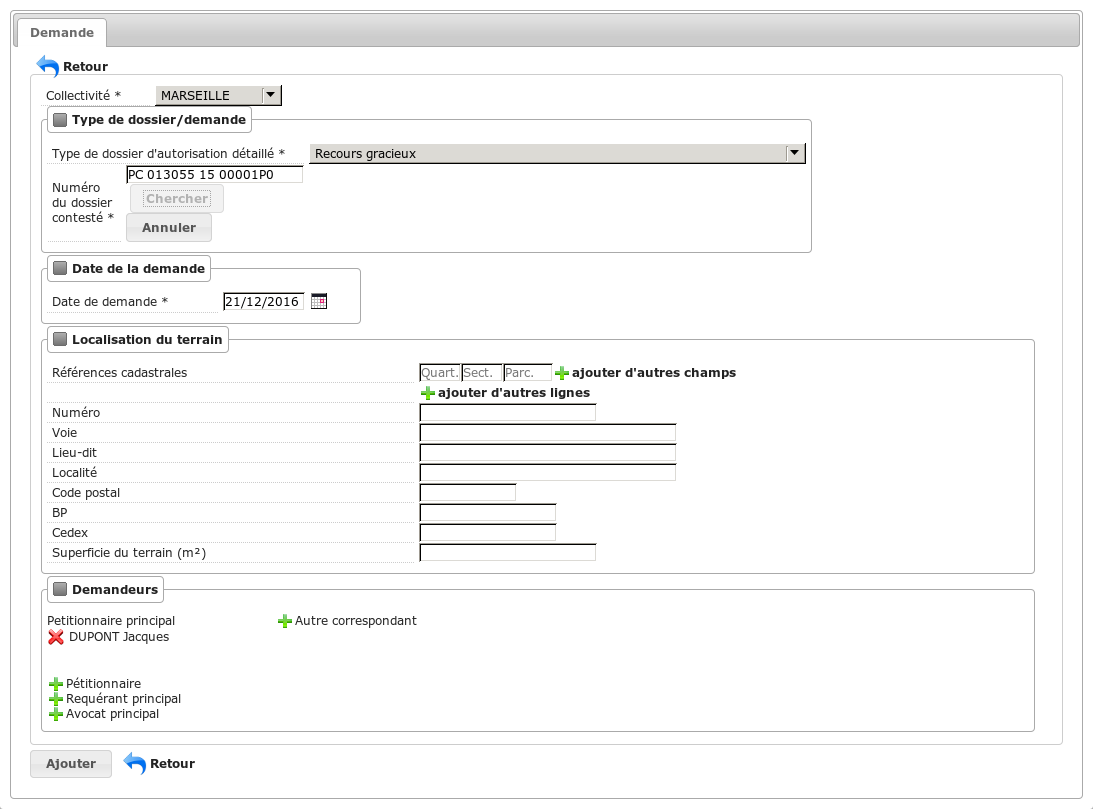 Demande
Retour
Collectivité * MARSEILLE
Type de dossier/demande
Type de dossier d'autorisation détaillé * Recours gracieux
Numéro du dossier contesté * PC 013055 15 00001P0
Chercher
Annuler
Date de la demande
Date de demande * 21/12/2016
Localisation du terrain
Références cadastrales Quart. Sect. Parc. ajouter d'autres champs
ajouter d'autres lignes
Numéro
Voie
Lieu-dit
Localité
Code postal
BP
Cedex
Superficie du terrain (m²)
Demandeurs
Petitionnaire principal Autre correspondant
DUPONT Jacques
Pétitionnaire
Requérant principal
Avocat principal
Ajouter Retour